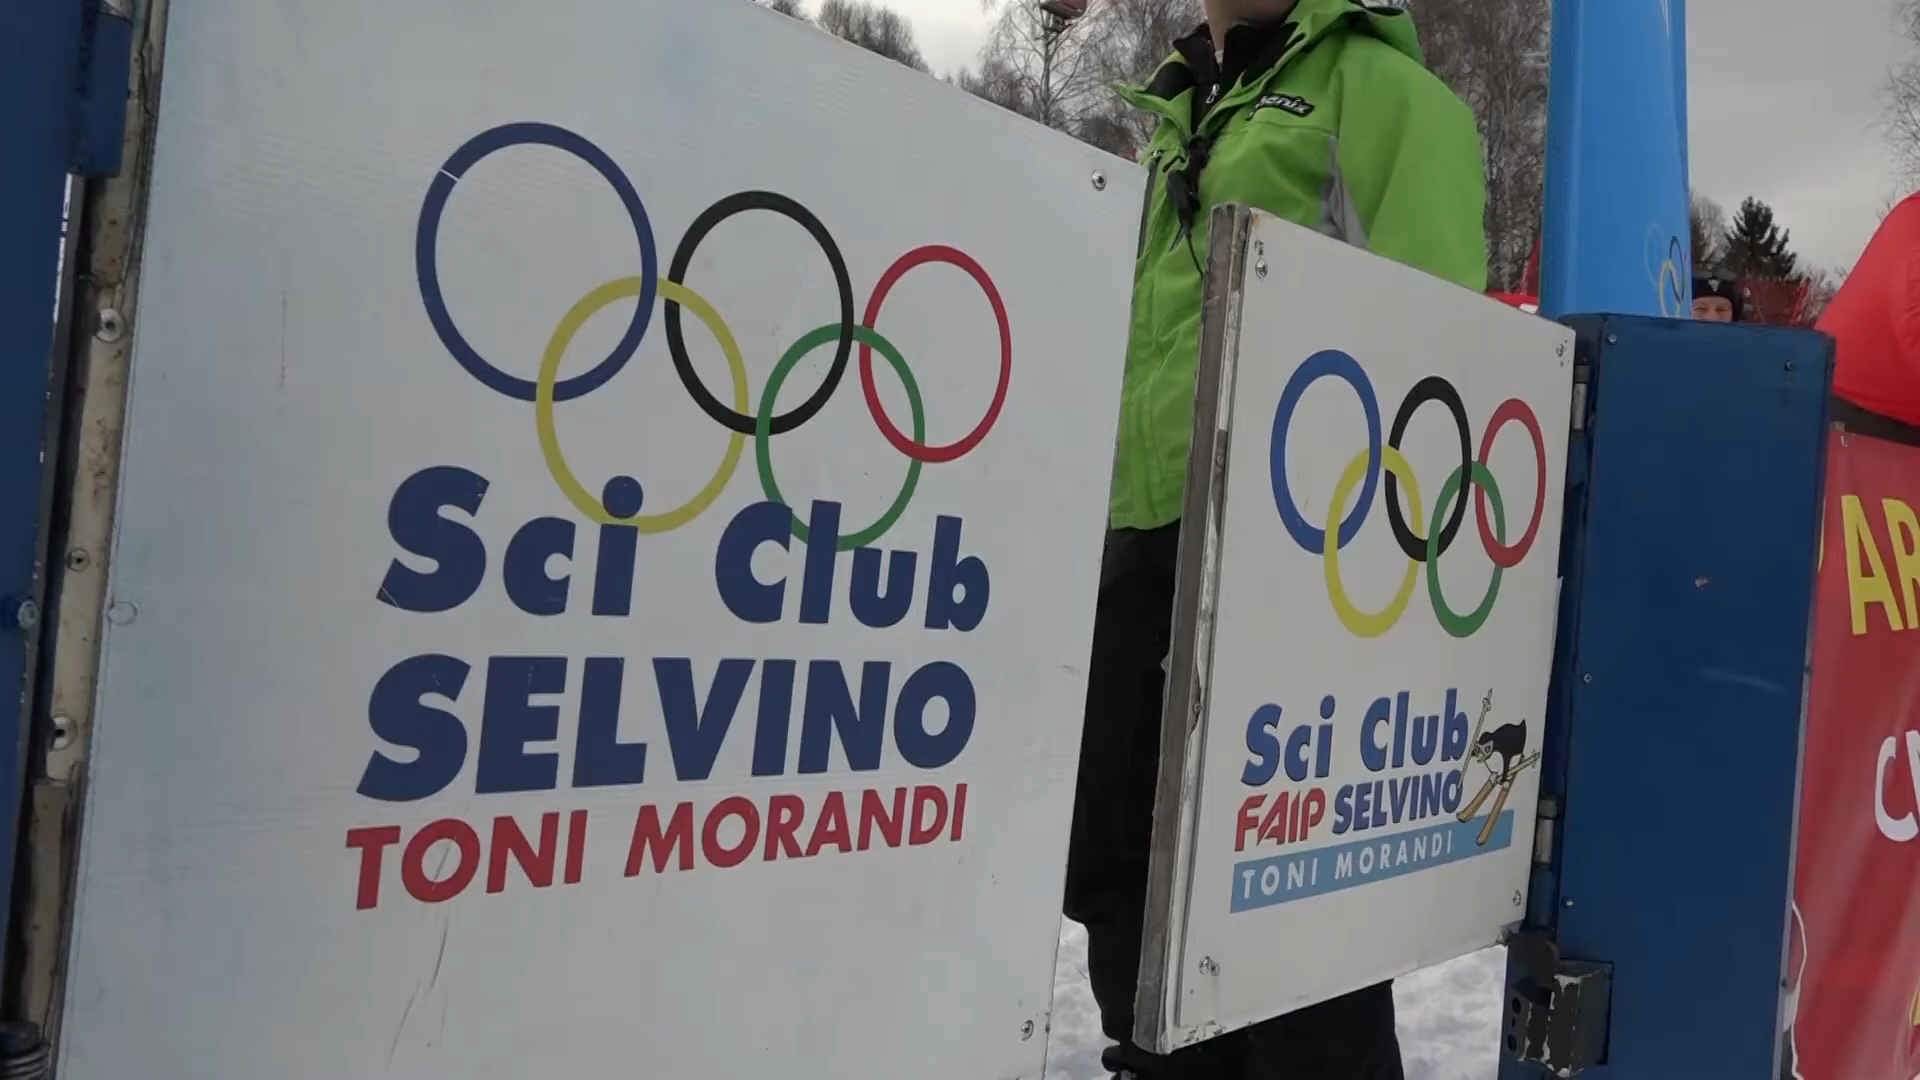 Sci Club
SELVINO
TONI MORANDI
Sci Club
FAIP SELVINO
TONI MORANDI